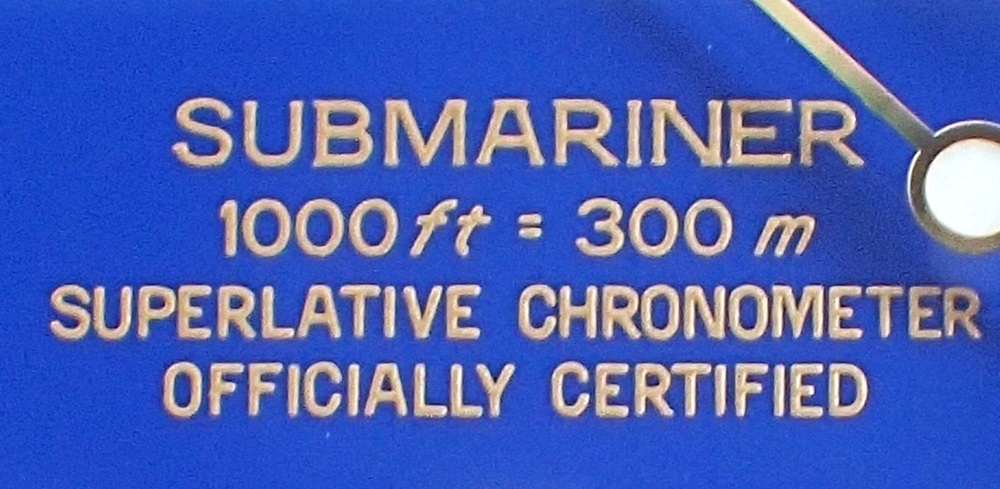 SUBMARINER
1000 ft = 300 m
SUPERLATIVE CHRONOMETER
OFFICIALLY CERTIFIED